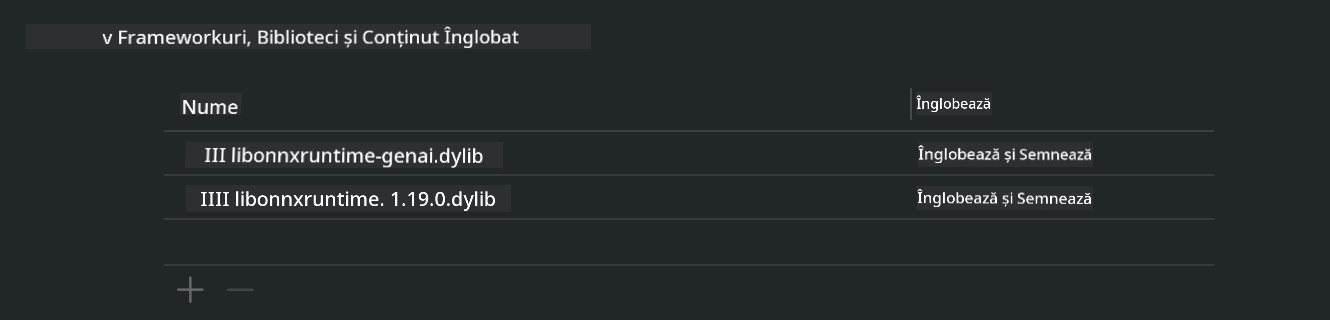 v Frameworkuri, Biblioteci și Conținut Înglobat
Nume Înglobează
III libonnxruntime-genai.dylib Înglobează și Semnează
IIII libonnxruntime. 1.19.0.dylib Înglobează și Semnează